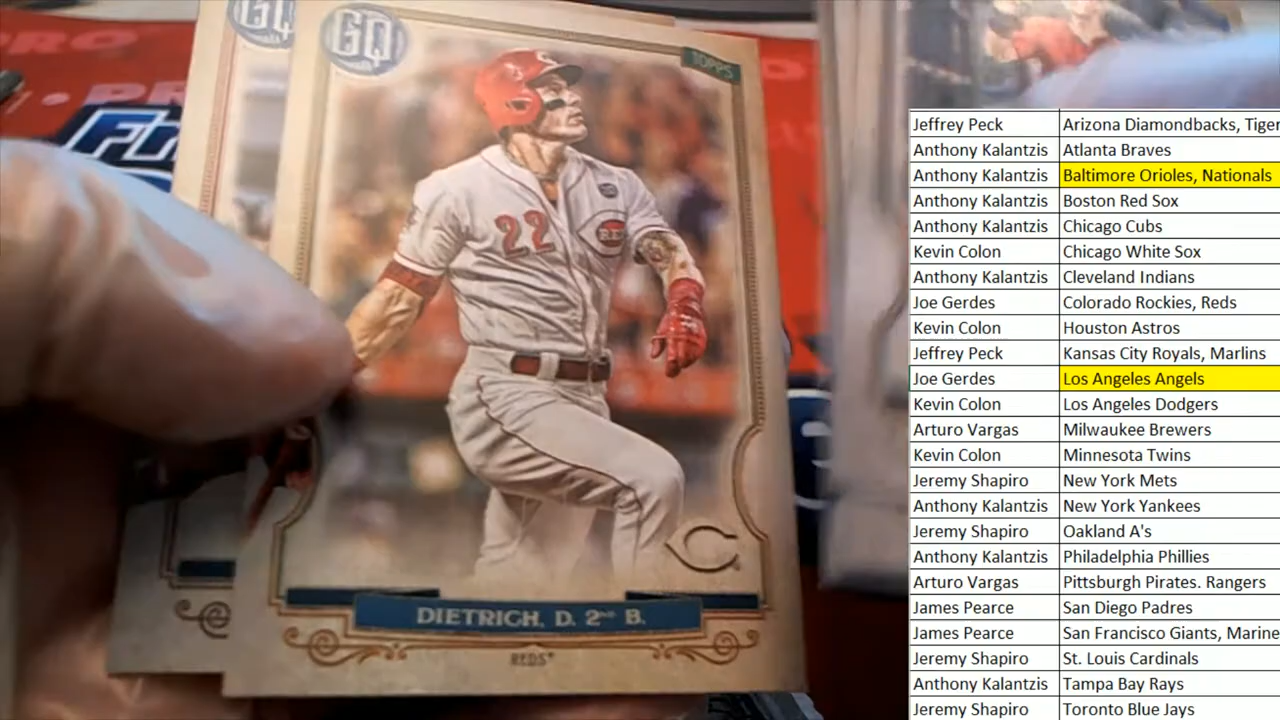 GQ
GQ
TOPPS
PRO
PR
Fr
22
REDS
DIETRICH, D. 2ND B.
REDS
Jeffrey Peck Arizona Diamondbacks, Tiger
Anthony Kalantzis Atlanta Braves
Anthony Kalantzis Baltimore Orioles, Nationals
Anthony Kalantzis Boston Red Sox
Anthony Kalantzis Chicago Cubs
Kevin Colon Chicago White Sox
Anthony Kalantzis Cleveland Indians
Joe Gerdes Colorado Rockies, Reds
Kevin Colon Houston Astros
Jeffrey Peck Kansas City Royals, Marlins
Joe Gerdes Los Angeles Angels
Kevin Colon Los Angeles Dodgers
Arturo Vargas Milwaukee Brewers
Kevin Colon Minnesota Twins
Jeremy Shapiro New York Mets
Anthony Kalantzis New York Yankees
Jeremy Shapiro Oakland A's
Anthony Kalantzis Philadelphia Phillies
Arturo Vargas Pittsburgh Pirates. Rangers
James Pearce San Diego Padres
James Pearce San Francisco Giants, Marine
Jeremy Shapiro St. Louis Cardinals
Anthony Kalantzis Tampa Bay Rays
Jeremy Shapiro Toronto Blue Jays